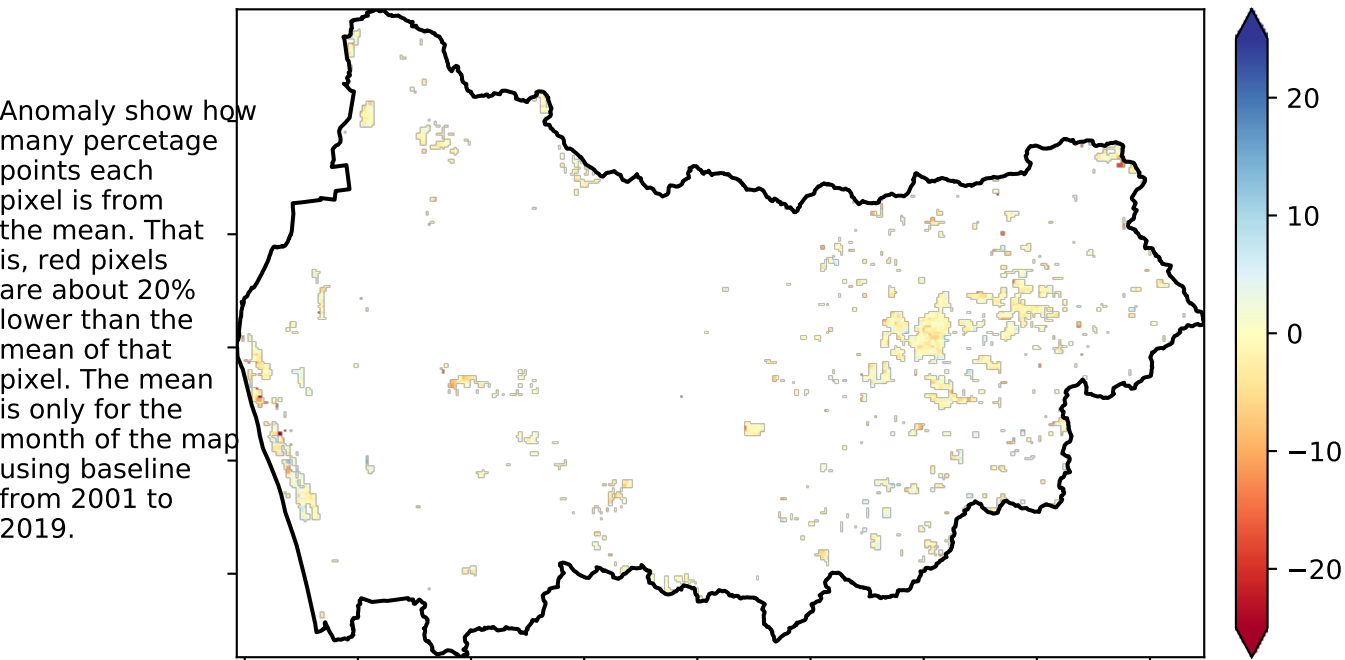 Anomaly show how
many percetage
points each
pixel is from
the mean. That
is, red pixels
are about 20%
lower than the
mean of that
pixel. The mean
is only for the
month of the map
using baseline
from 2001 to
2019.
20
10
0
−10
−20